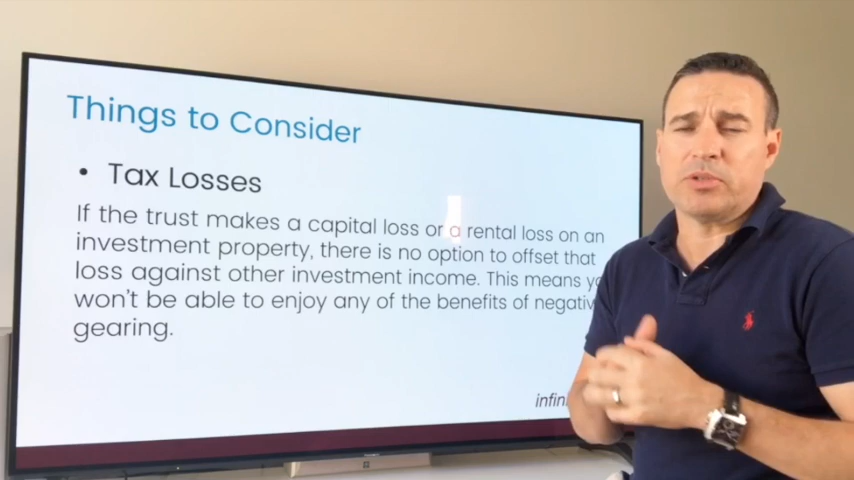 Things to Consider
• Tax Losses
If the trust makes a capital loss or a rental loss on an
investment property, there is no option to offset that
loss against other investment income. This means
won't be able to enjoy any of the benefits of
gearing.